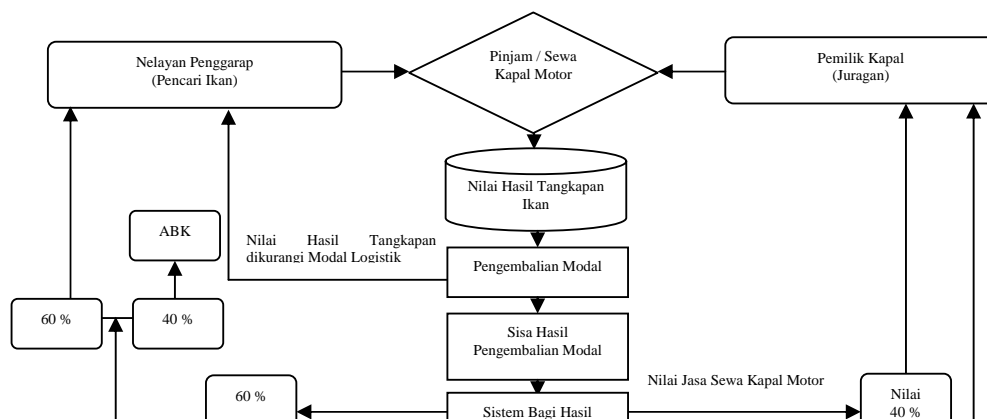 Nelayan Penggarap
(Pencari Ikan)
Pinjam / Sewa
Kapal Motor
Pemilik Kapal
(Juragan)
Nilai Hasil Tangkapan
Ikan
ABK
Nilai Hasil Tangkapan
dikurangi Modal Logistik
Pengembalian Modal
60 %
40 %
Sisa Hasil
Pengembalian Modal
Nilai Jasa Sewa Kapal Motor
60 %
Sistem Bagi Hasil
Nilai
40 %